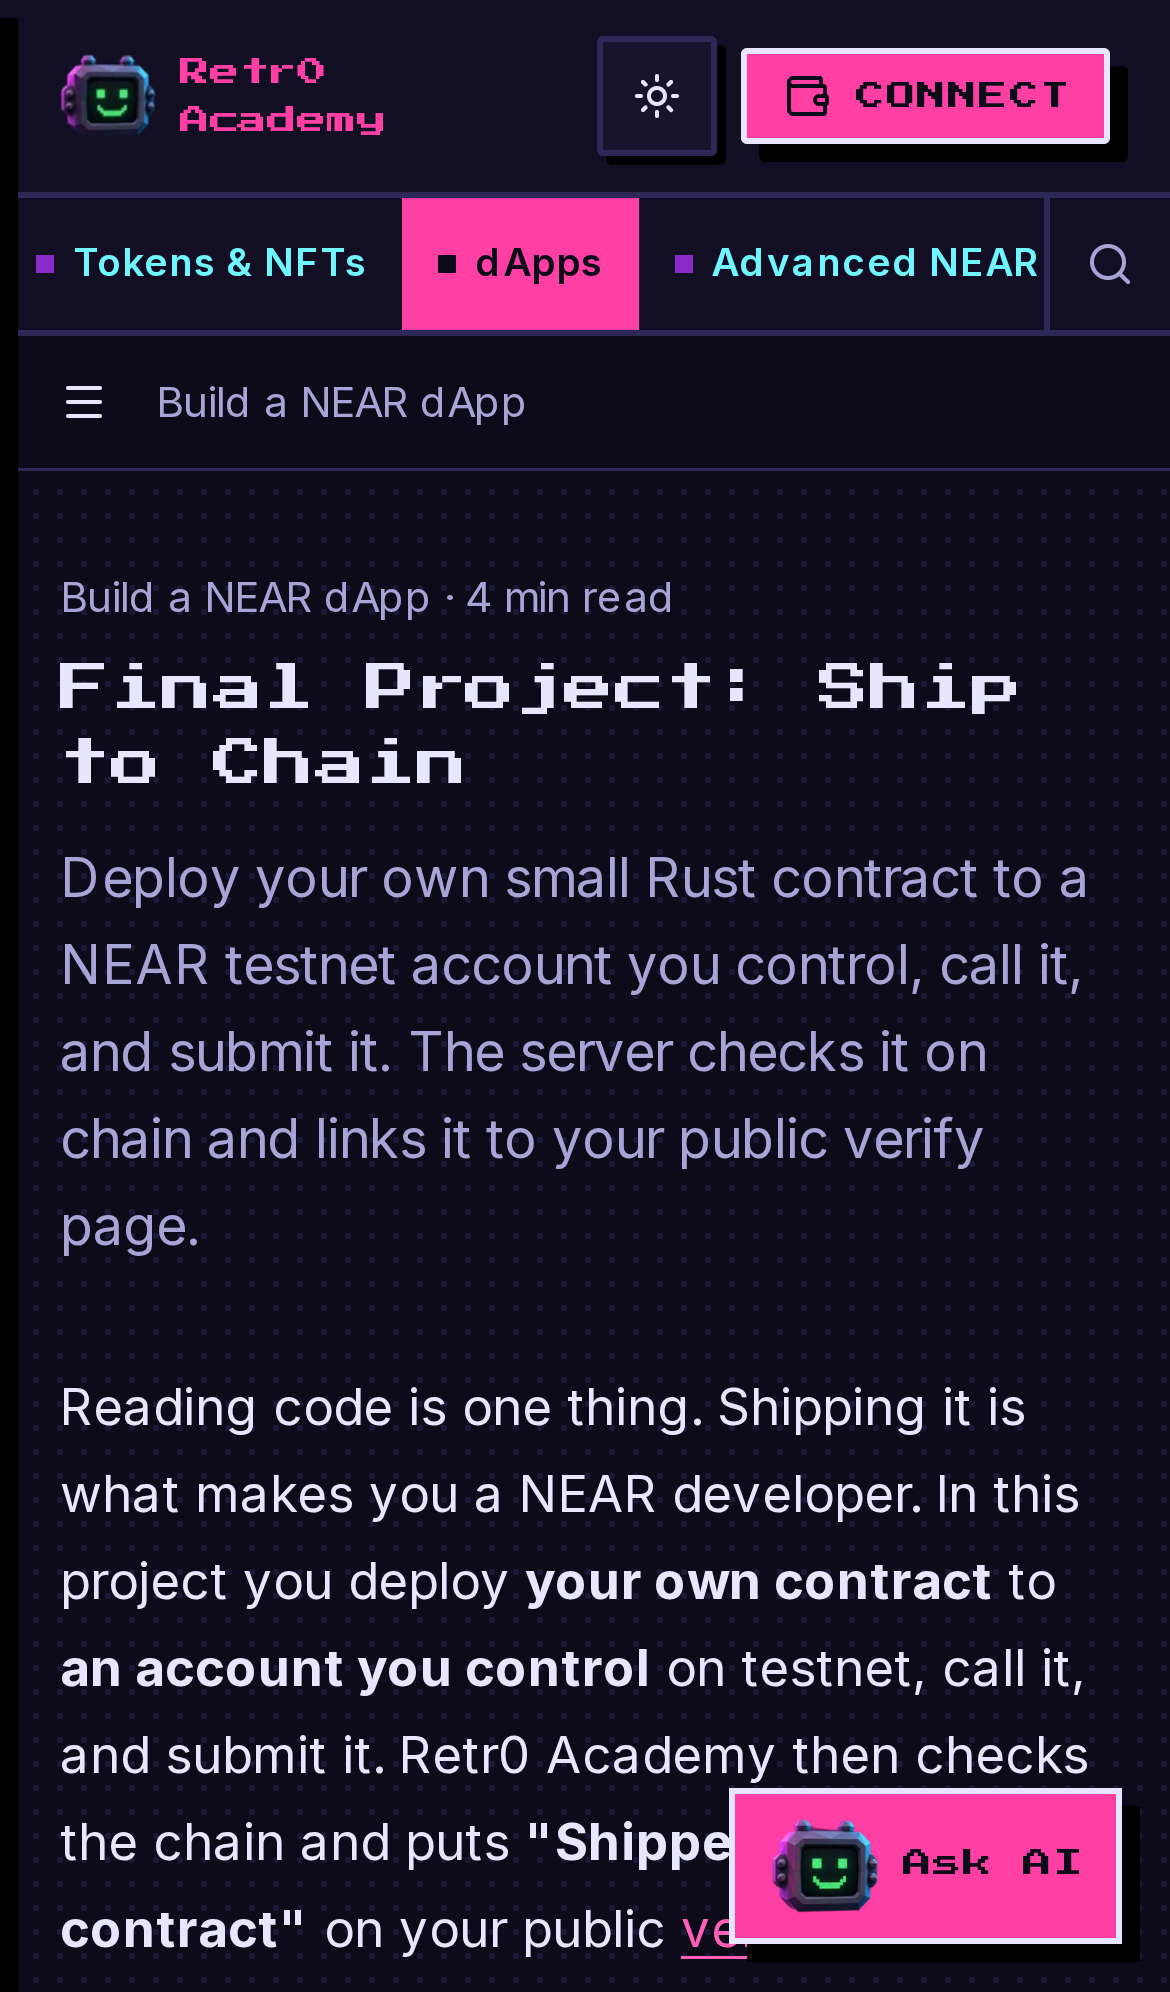 Retr0
Academy
CONNECT
Tokens & NFTs
dApps
Advanced NEAR
Build a NEAR dApp
Build a NEAR dApp · 4 min read
Final Project: Ship
to Chain
Deploy your own small Rust contract to a
NEAR testnet account you control, call it,
and submit it. The server checks it on
chain and links it to your public verify
page.
Reading code is one thing. Shipping it is
what makes you a NEAR developer. In this
project you deploy your own contract to
an account you control on testnet, call it,
and submit it. Retr0 Academy then checks
the chain and puts "Shippe
contract" on your public
Ask AI